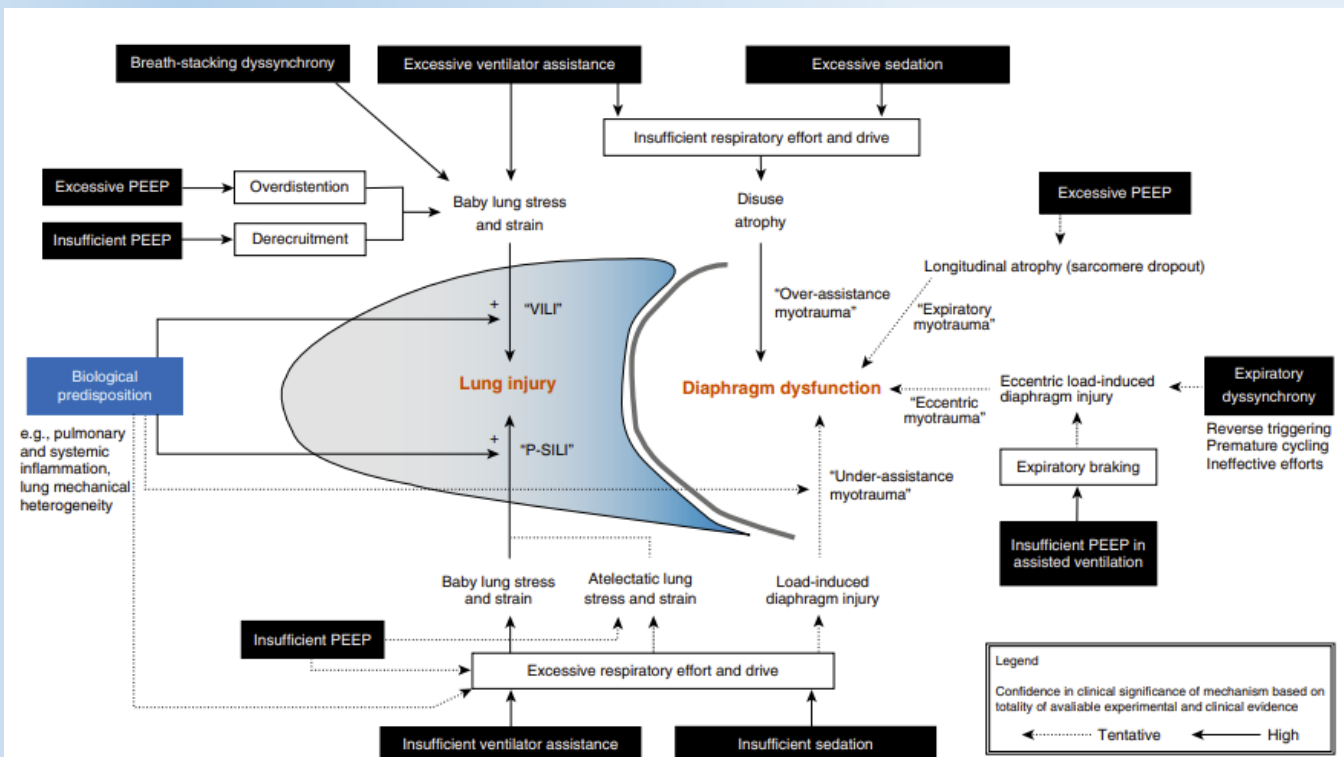 Breath-stacking dyssynchrony
Excessive ventilator assistance
Excessive sedation
Insufficient respiratory effort and drive
Excessive PEEP
Overdistention
Insufficient PEEP
Derecruitment
Baby lung stress
and strain
Disuse
atrophy
Excessive PEEP
Longitudinal atrophy (sarcomere dropout)
+
"VILI"
"Over-assistance
myotrauma"
"Expiratory
myotrauma"
Biological
predisposition
e.g., pulmonary
and systemic
inflammation,
lung mechanical
heterogeneity
Lung injury
Diaphragm dysfunction
"Eccentric
myotrauma"
Eccentric load-induced
diaphragm injury
Expiratory
dyssynchrony
Reverse triggering
Premature cycling
Ineffective efforts
+
"P-SILI"
"Under-assistance
myotrauma"
Expiratory braking
Insufficient PEEP in
assisted ventilation
Baby lung stress
and strain
Atelectatic lung
stress and strain
Load-induced
diaphragm injury
Insufficient PEEP
Excessive respiratory effort and drive
Insufficient ventilator assistance
Insufficient sedation
Legend
Confidence in clinical significance of mechanism based on
totality of avaliable experimental and clinical evidence
Tentative
High